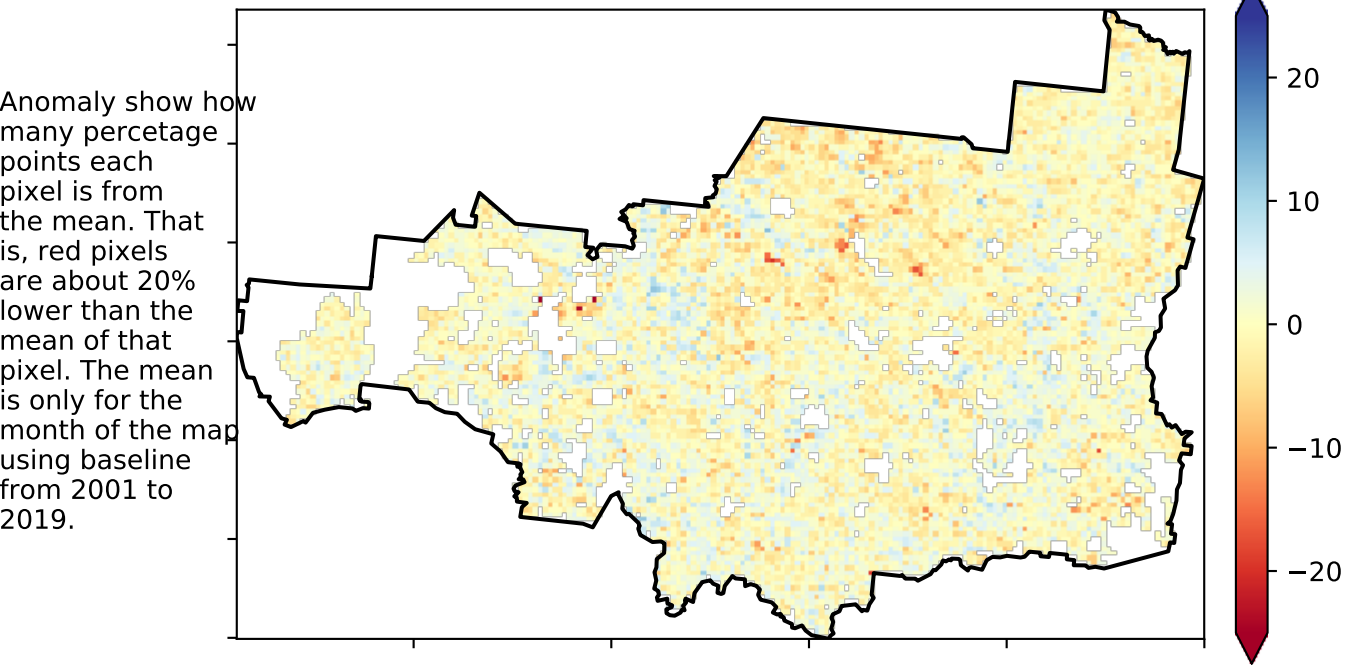 Anomaly show how
many percetage
points each
pixel is from
the mean. That
is, red pixels
are about 20%
lower than the
mean of that
pixel. The mean
is only for the
month of the map
using baseline
from 2001 to
2019.
20
10
0
−10
−20